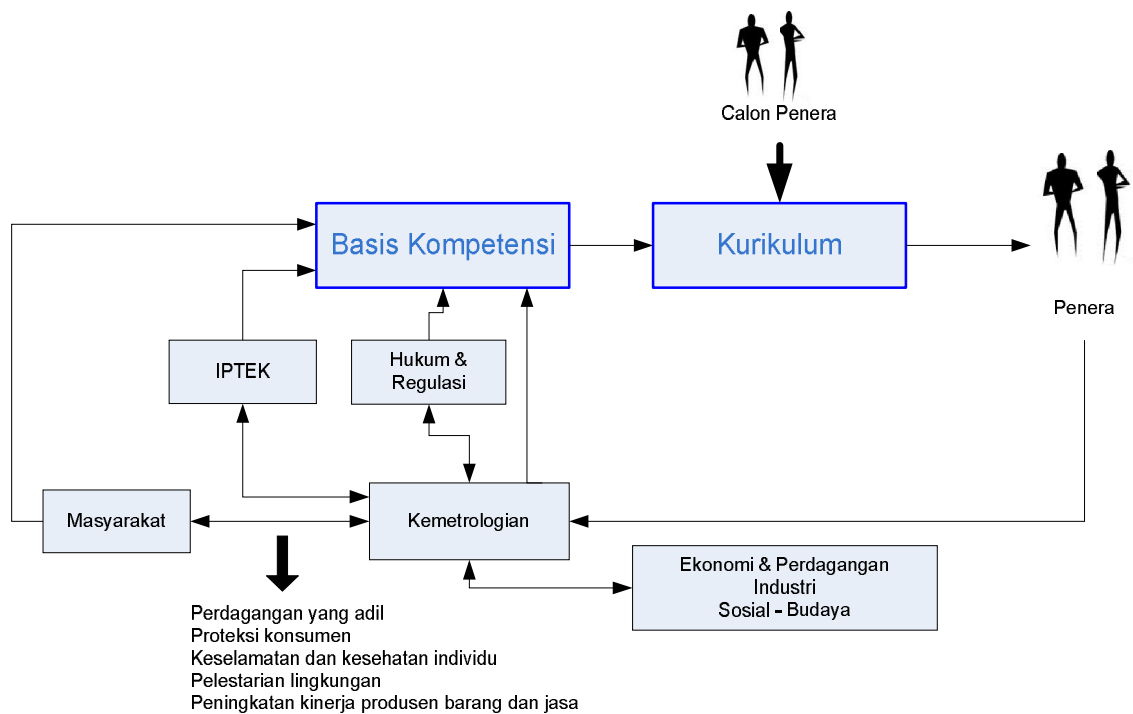 Calon Penera
Basis Kompetensi
Kurikulum
Penera
IPTEK
Hukum &
Regulasi
Masyarakat
Kemetrologian
Ekonomi & Perdagangan
Industri
Sosial - Budaya
Perdagangan yang adil
Proteksi konsumen
Keselamatan dan kesehatan individu
Pelestarian lingkungan
Peningkatan kinerja produsen barang dan jasa